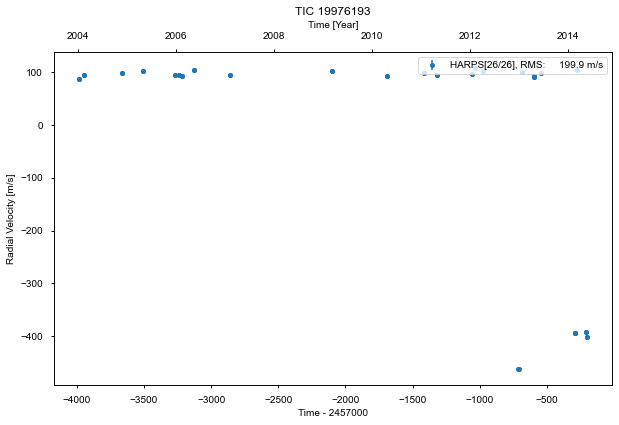 TIC 19976193
Time [Year]
2004 2006 2008 2010 2012 2014
HARPS[26/26], RMS: 199.9 m/s
100
0
−100
−200
−300
−400
Radial Velocity [m/s]
−4000 −3500 −3000 −2500 −2000 −1500 −1000 −500
Time - 2457000